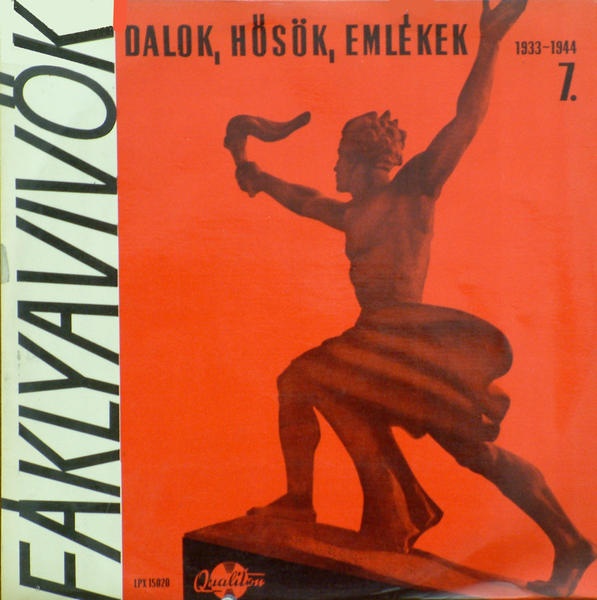 FÁKLYAVIVŐK
DALOK, HŐSÖK, EMLÉKEK
1933-1944
7.
LPX 15020
Qualiton